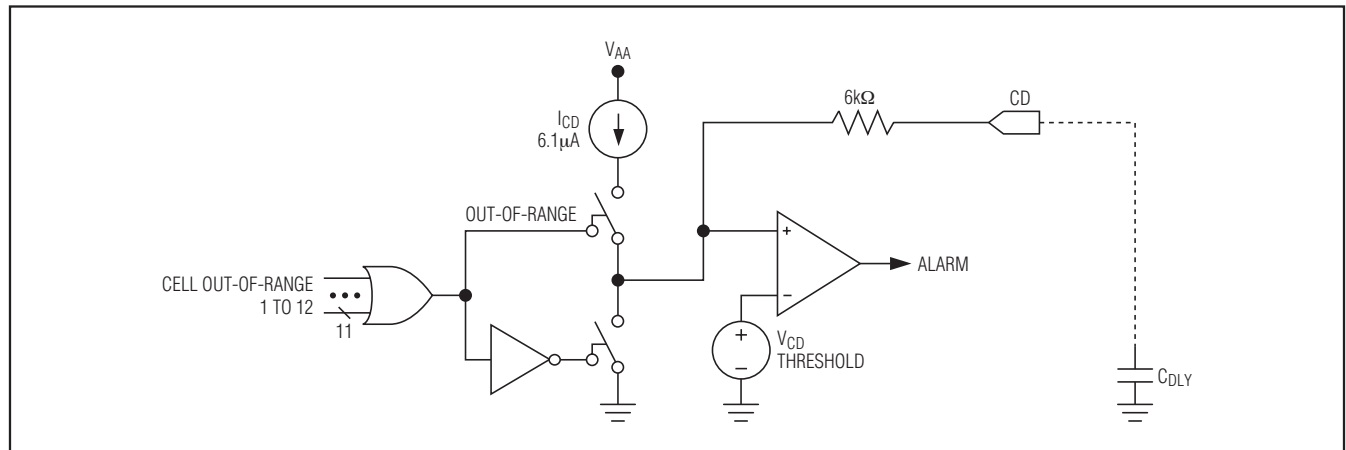 VAA
ICD
6.1μA
6kΩ
CD
OUT-OF-RANGE
CELL OUT-OF-RANGE
1 TO 12
11
+
−
ALARM
+
−
VCD
THRESHOLD
CDLY